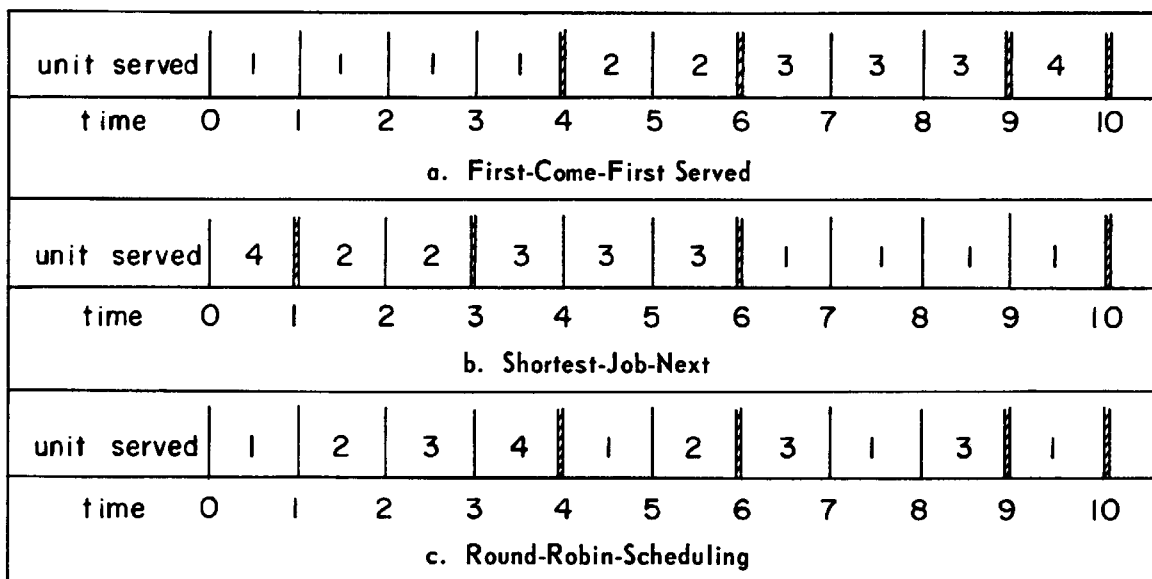 unit served 1 1 1 1 2 2 3 3 3 4
time 0 1 2 3 4 5 6 7 8 9 10
a. First-Come-First Served
unit served 4 2 2 3 3 3 1 1 1 1
time 0 1 2 3 4 5 6 7 8 9 10
b. Shortest-Job-Next
unit served 1 2 3 4 1 2 3 1 3 1
time 0 1 2 3 4 5 6 7 8 9 10
c. Round-Robin-Scheduling